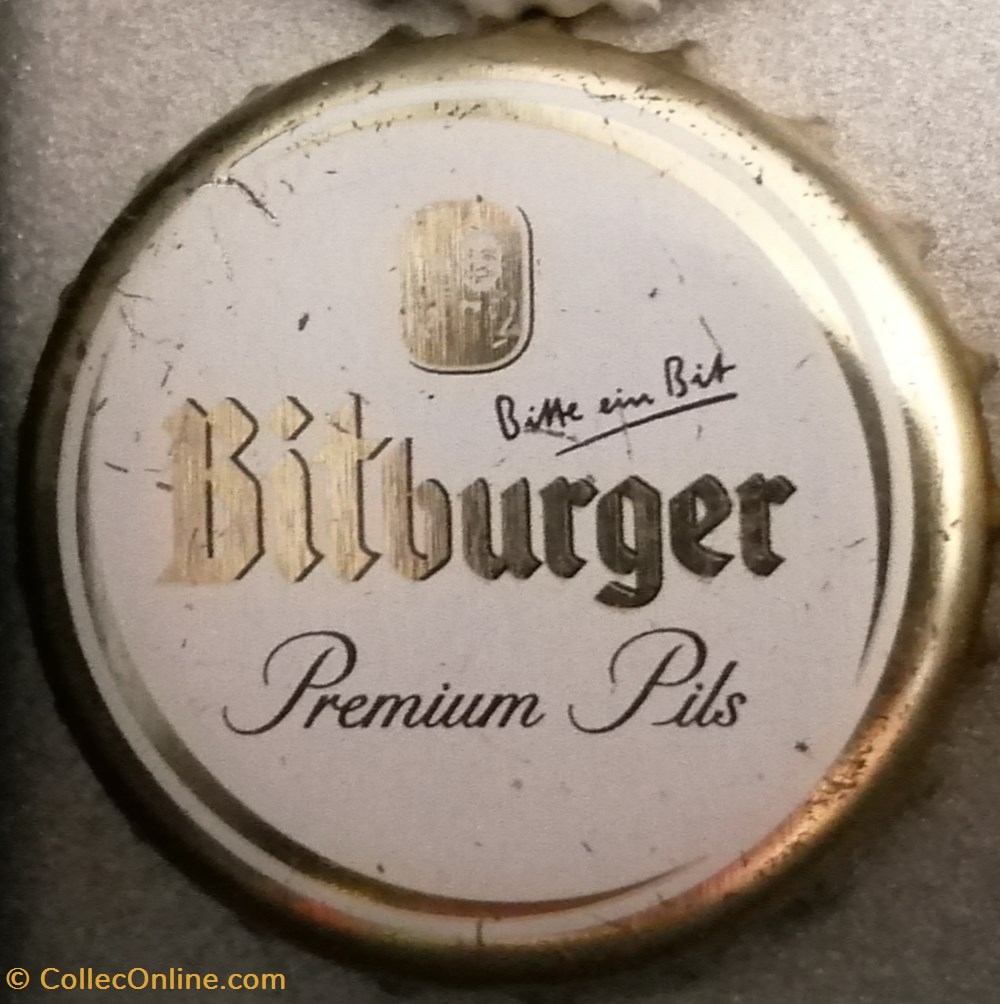 Bitte ein Bit
Bitburger
Premium Pils
© CollecOnline.com